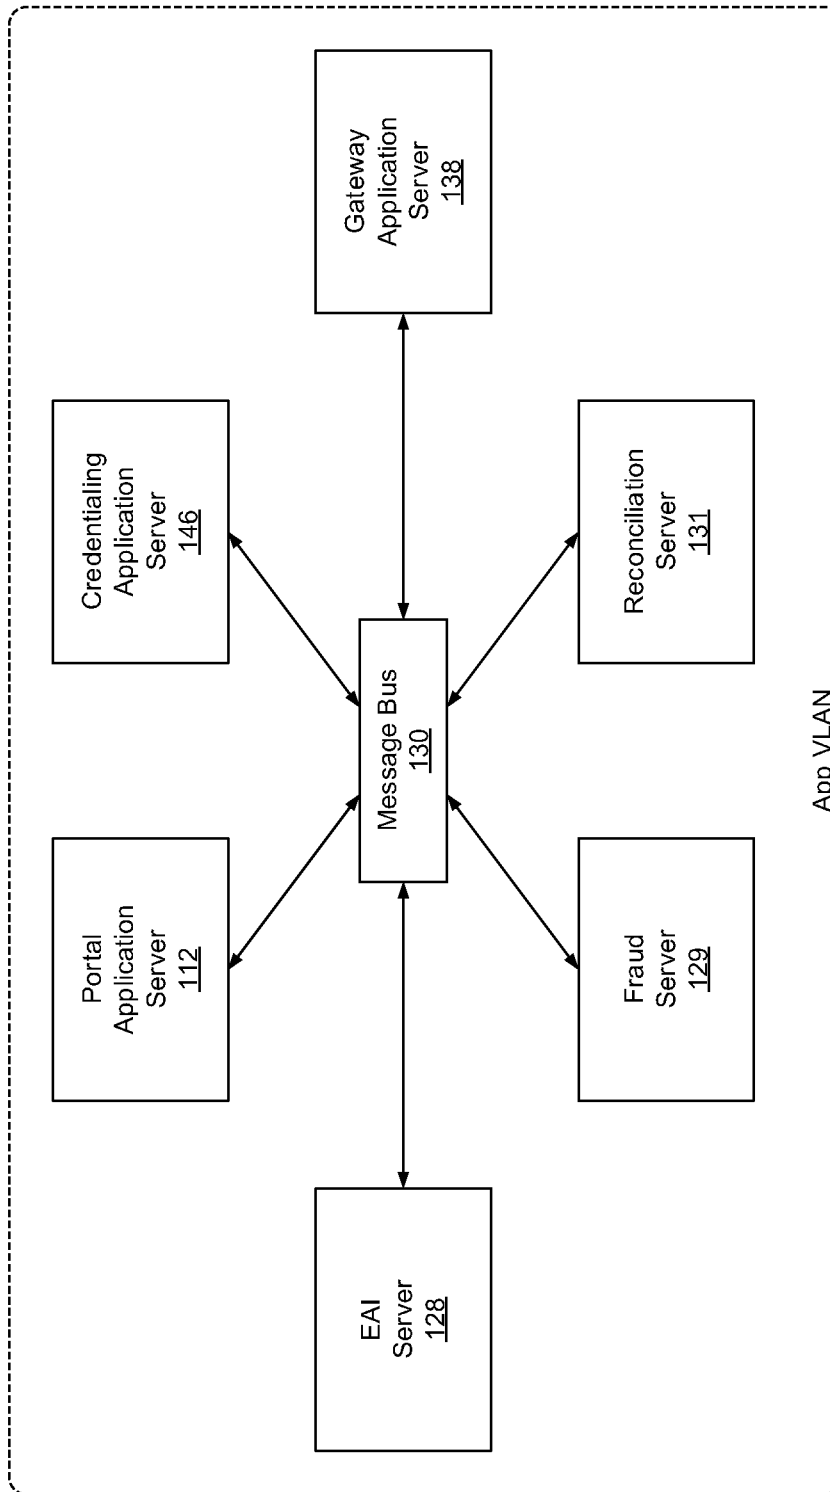 Portal
Application
Server
112
Credentialing
Application
Server
146
EAI
Server
128
Message Bus
130
Gateway
Application
Server
138
Fraud
Server
129
Reconciliation
Server
131
App VLAN